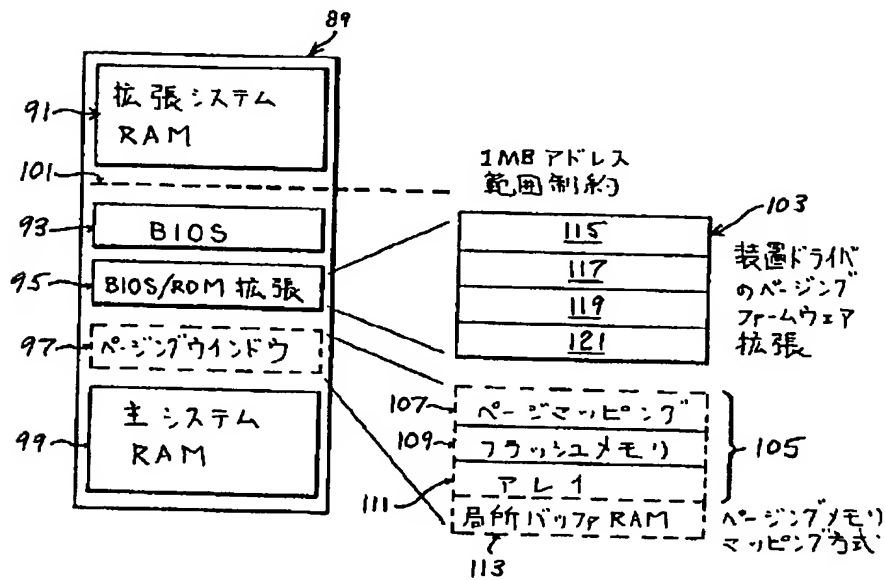 89
91
拡張システム
RAM
101
1MB アドレス
範囲制約
93
BIOS
103
115
95
BIOS/ROM 拡張
117
119
121
装置ドライバ
のページング
ファームウェア
拡張
97
ページングウインドウ
99
主システム
RAM
107
ページマッピング
109
フラッシュメモリ
105
111
アレイ
局所バッファRAM
113
ページングメモリ
マッピング方式